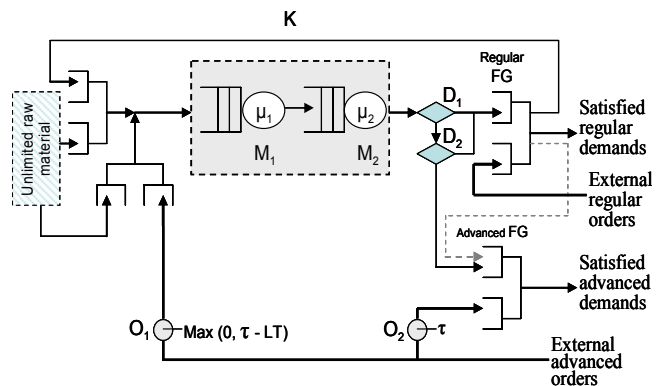 K
Regular
FG
Unlimited raw
material
μ1
μ2
M1
M2
D1
D2
Satisfied
regular
demands
External
regular
orders
Advanced FG
Satisfied
advanced
demands
O1
Max (0, τ - LT)
O2
τ
External
advanced
orders